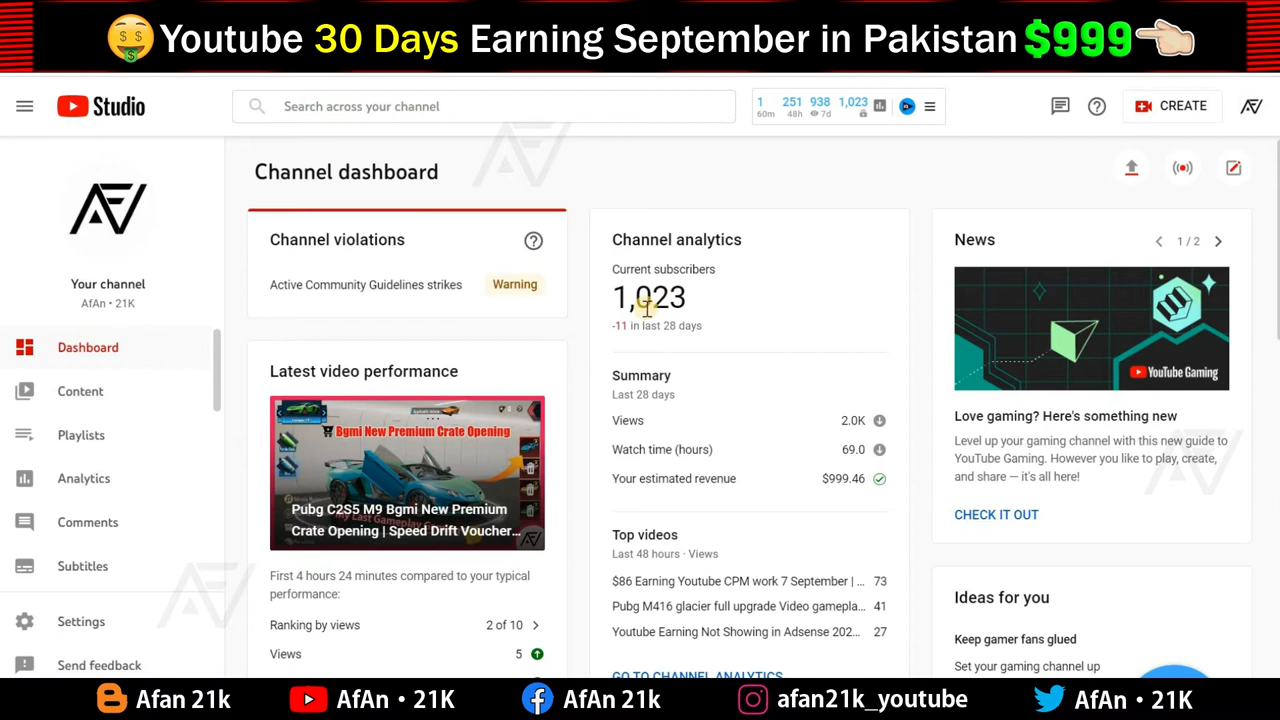 Youtube 30 Days Earning September in Pakistan $999
Studio
Search across your channel
1 251 938 1,023
60m 48h 7d
CREATE
Your channel
AfAn • 21K
Dashboard
Content
Playlists
Analytics
Comments
Subtitles
Settings
Send feedback
Channel dashboard
Channel violations
Active Community Guidelines strikes Warning
Latest video performance
Bgmi New Premium Crate Opening
Pubg C2S5 M9 Bgmi New Premium
Crate Opening | Speed Drift Voucher...
First 4 hours 24 minutes compared to your typical
performance:
Ranking by views 2 of 10
Views 5
Channel analytics
Current subscribers
1,023
-11 in last 28 days
Summary
Last 28 days
Views 2.0K
Watch time (hours) 69.0
Your estimated revenue $999.46
Top videos
Last 48 hours · Views
$86 Earning Youtube CPM work 7 September | ... 73
Pubg M416 glacier full upgrade Video gamepla... 41
Youtube Earning Not Showing in Adsense 202... 27
GO TO CHANNEL ANALYTICS
News
1 / 2
YouTube Gaming
Love gaming? Here's something new
Level up your gaming channel with this new guide to
YouTube Gaming. However you like to play, create,
and share — it's all here!
CHECK IT OUT
Ideas for you
Keep gamer fans glued
Set your gaming channel up
Afan 21k AfAn • 21K AfAn 21k afan21k_youtube AfAn • 21K